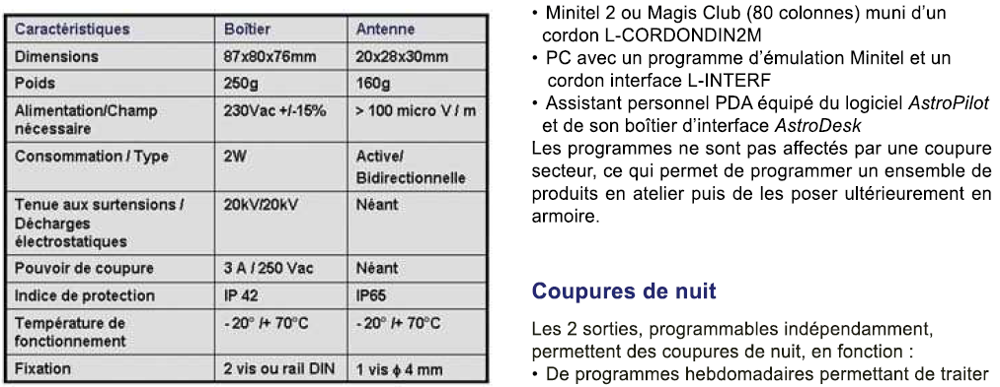 Caractéristiques Boîtier Antenne
Dimensions 87x80x76mm 20x28x30mm
Poids 250g 160g
Alimentation/Champ 230Vac +/-15% > 100 micro V / m
nécessaire
Consommation / Type 2W Active/
Bidirectionnelle
Tenue aux surtensions / 20kV/20kV Néant
Décharges
électrostatiques
Pouvoir de coupure 3 A / 250 Vac Néant
Indice de protection IP 42 IP65
Température de - 20° /+ 70°C - 20° /+ 70°C
fonctionnement
Fixation 2 vis ou rail DIN 1 vis ϕ 4 mm
• Minitel 2 ou Magis Club (80 colonnes) muni d'un
cordon L-CORDONDIN2M
• PC avec un programme d'émulation Minitel et un
cordon interface L-INTERF
• Assistant personnel PDA équipé du logiciel AstroPilot
et de son boîtier d'interface AstroDesk
Les programmes ne sont pas affectés par une coupure
secteur, ce qui permet de programmer un ensemble de
produits en atelier puis de les poser ultérieurement en
armoire.
Coupures de nuit
Les 2 sorties, programmables indépendamment,
permettent des coupures de nuit, en fonction :
• De programmes hebdomadaires permettant de traiter